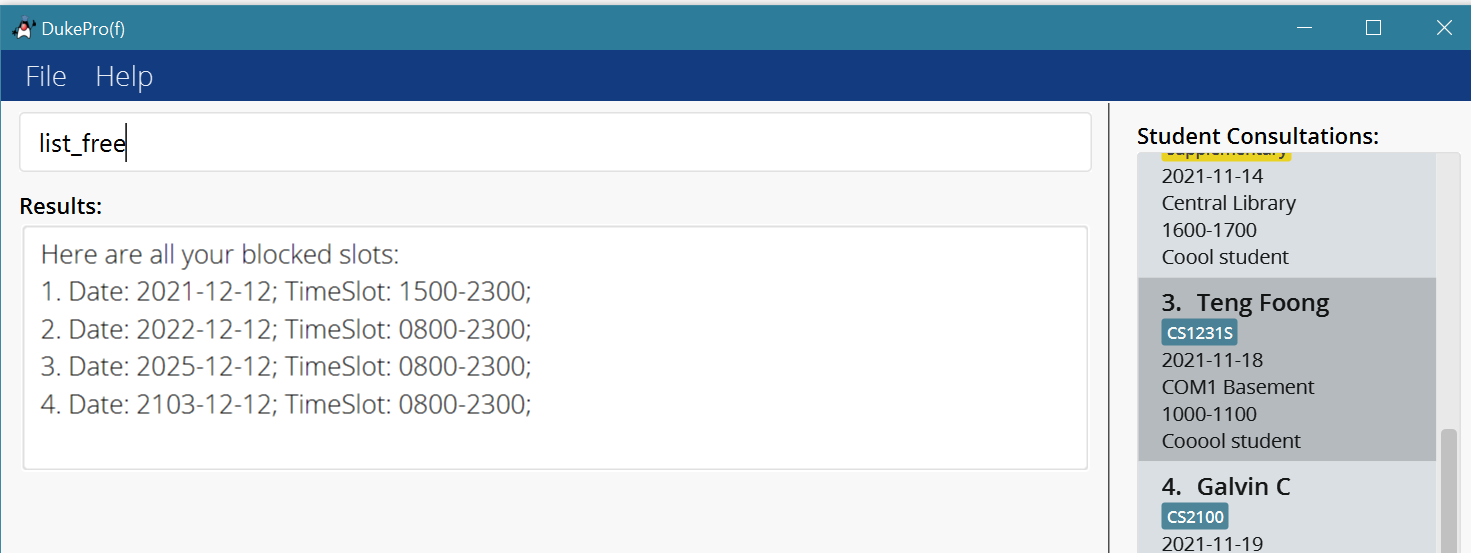 DukePro(f)
File Help
list_free
Results:
Here are all your blocked slots:
1. Date: 2021-12-12; TimeSlot: 1500-2300;
2. Date: 2022-12-12; TimeSlot: 0800-2300;
3. Date: 2025-12-12; TimeSlot: 0800-2300;
4. Date: 2103-12-12; TimeSlot: 0800-2300;
Student Consultations:
Supplementary
2021-11-14
Central Library
1600-1700
Coool student
3. Teng Foong
CS1231S
2021-11-18
COM1 Basement
1000-1100
Cooool student
4. Galvin C
CS2100
2021-11-19